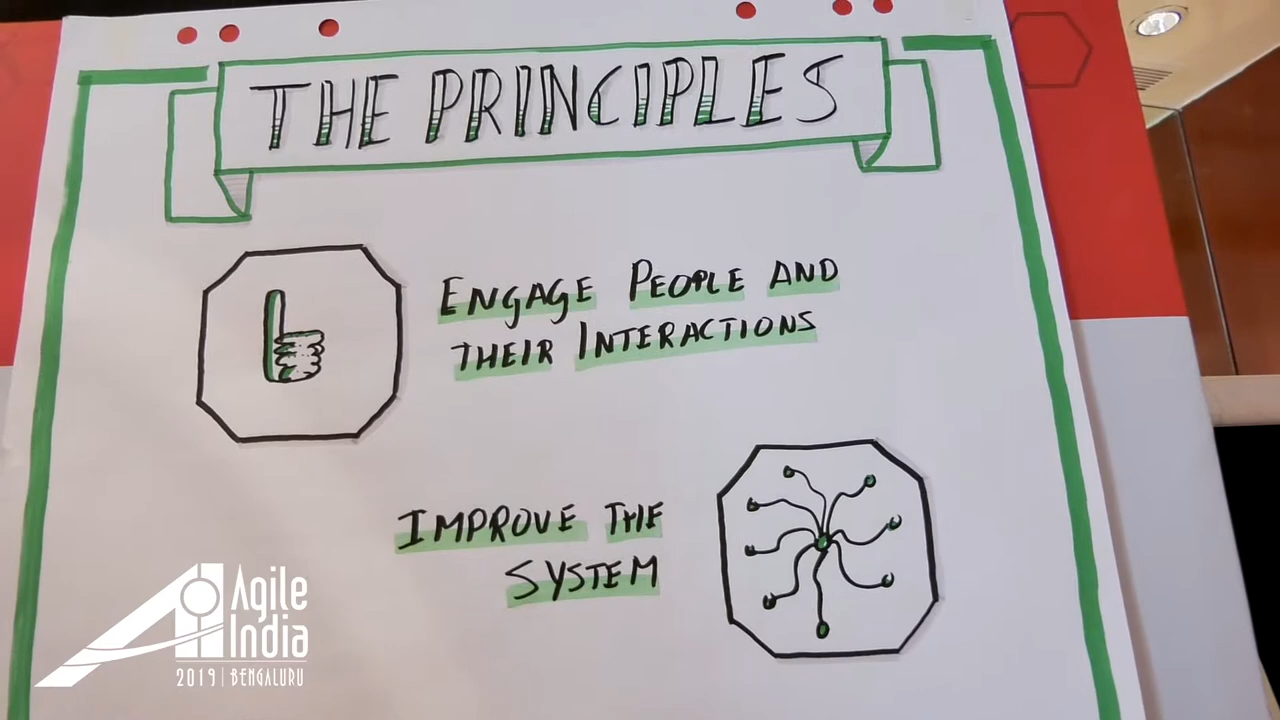 THE PRINCIPLES
ENGAGE PEOPLE AND
THEIR INTERACTIONS
IMPROVE THE
SYSTEM
Agile
India
2019 | BENGALURU